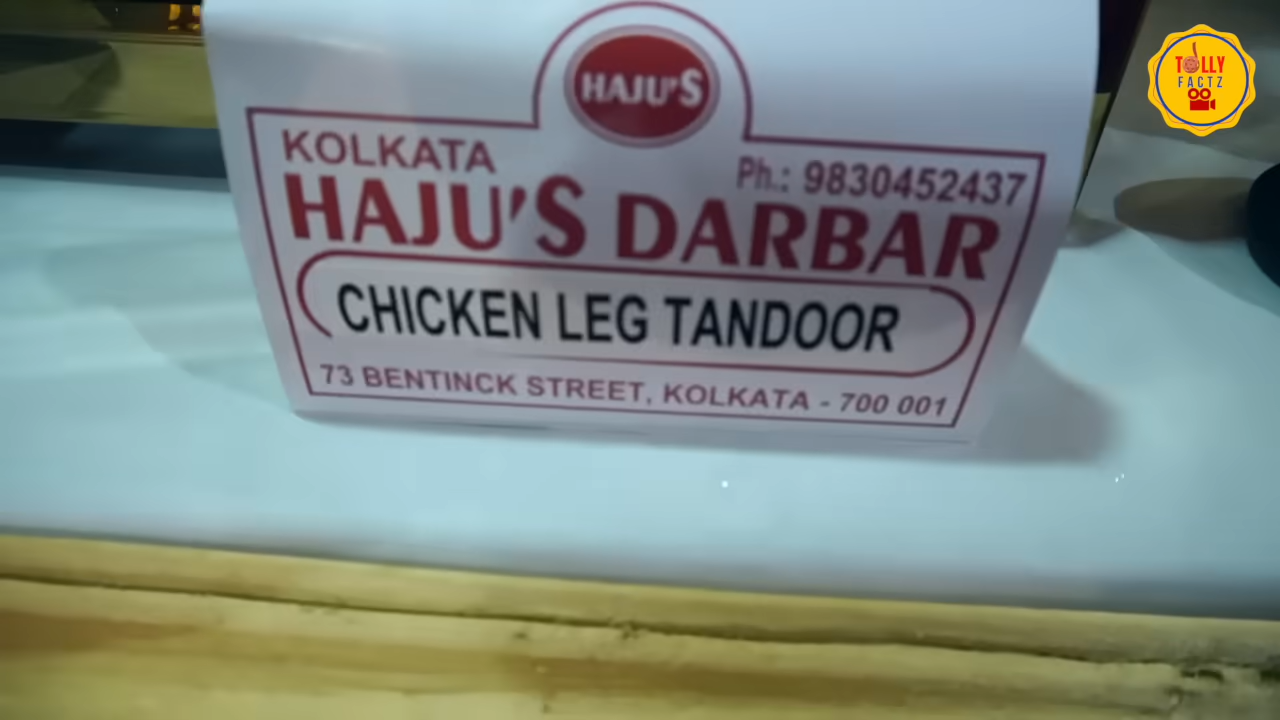 HAJU'S
KOLKATA
Ph.: 9830452437
HAJU'S DARBAR
CHICKEN LEG TANDOOR
73 BENTINCK STREET, KOLKATA - 700 001
TOLLY
FACTZ